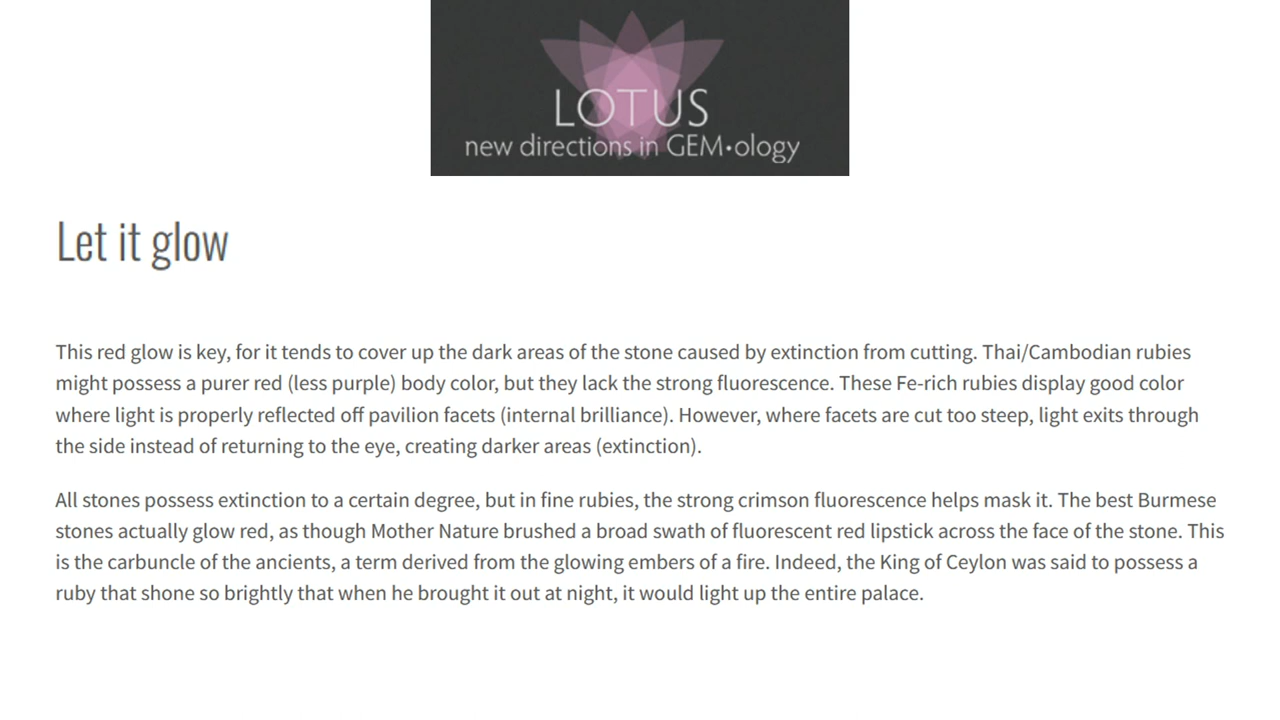 LOTUS
new directions in GEM•ology
Let it glow
This red glow is key, for it tends to cover up the dark areas of the stone caused by extinction from cutting. Thai/Cambodian rubies
might possess a purer red (less purple) body color, but they lack the strong fluorescence. These Fe-rich rubies display good color
where light is properly reflected off pavilion facets (internal brilliance). However, where facets are cut too steep, light exits through
the side instead of returning to the eye, creating darker areas (extinction).
All stones possess extinction to a certain degree, but in fine rubies, the strong crimson fluorescence helps mask it. The best Burmese
stones actually glow red, as though Mother Nature brushed a broad swath of fluorescent red lipstick across the face of the stone. This
is the carbuncle of the ancients, a term derived from the glowing embers of a fire. Indeed, the King of Ceylon was said to possess a
ruby that shone so brightly that when he brought it out at night, it would light up the entire palace.